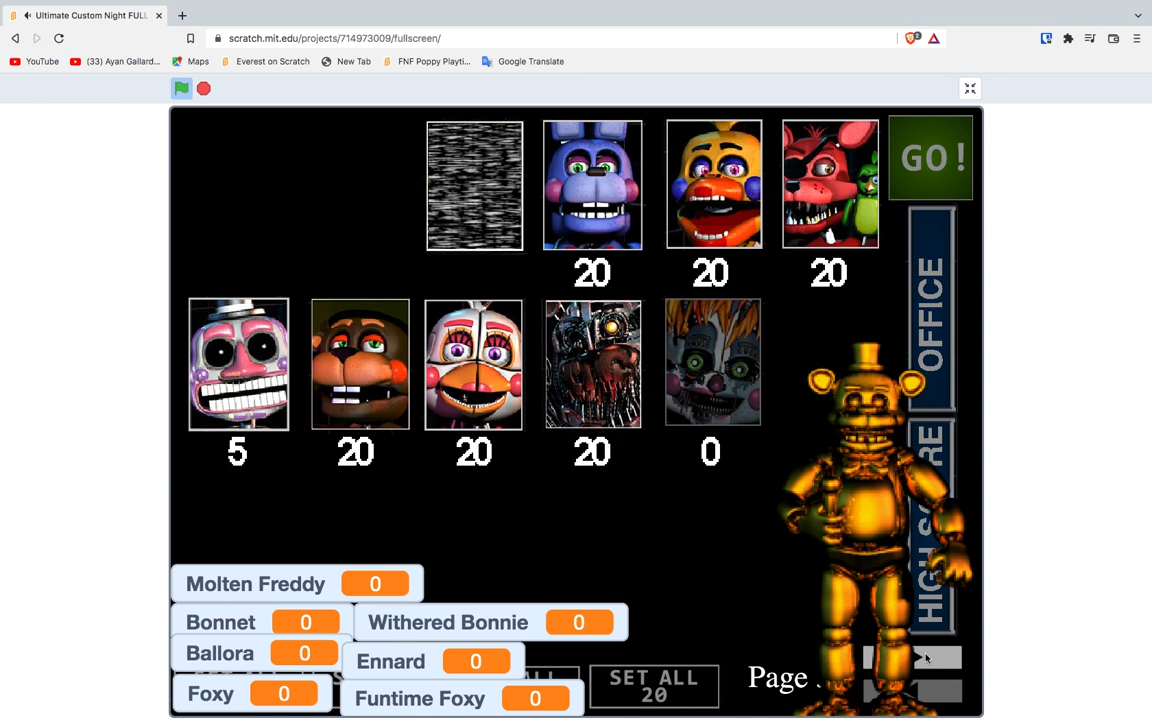 Ultimate Custom Night FULL
scratch.mit.edu/projects/714973009/fullscreen/
2
YouTube
(33) Ayan Gallard...
Maps
Everest on Scratch
New Tab
FNF Poppy Playti...
Google Translate
GO!
20 20 20
OFFICE
5 20 20 20 0
Molten Freddy 0
Bonnet 0
Withered Bonnie 0
Ballora 0
Ennard 0
Foxy 0
Funtime Foxy 0
SET ALL
20
Page